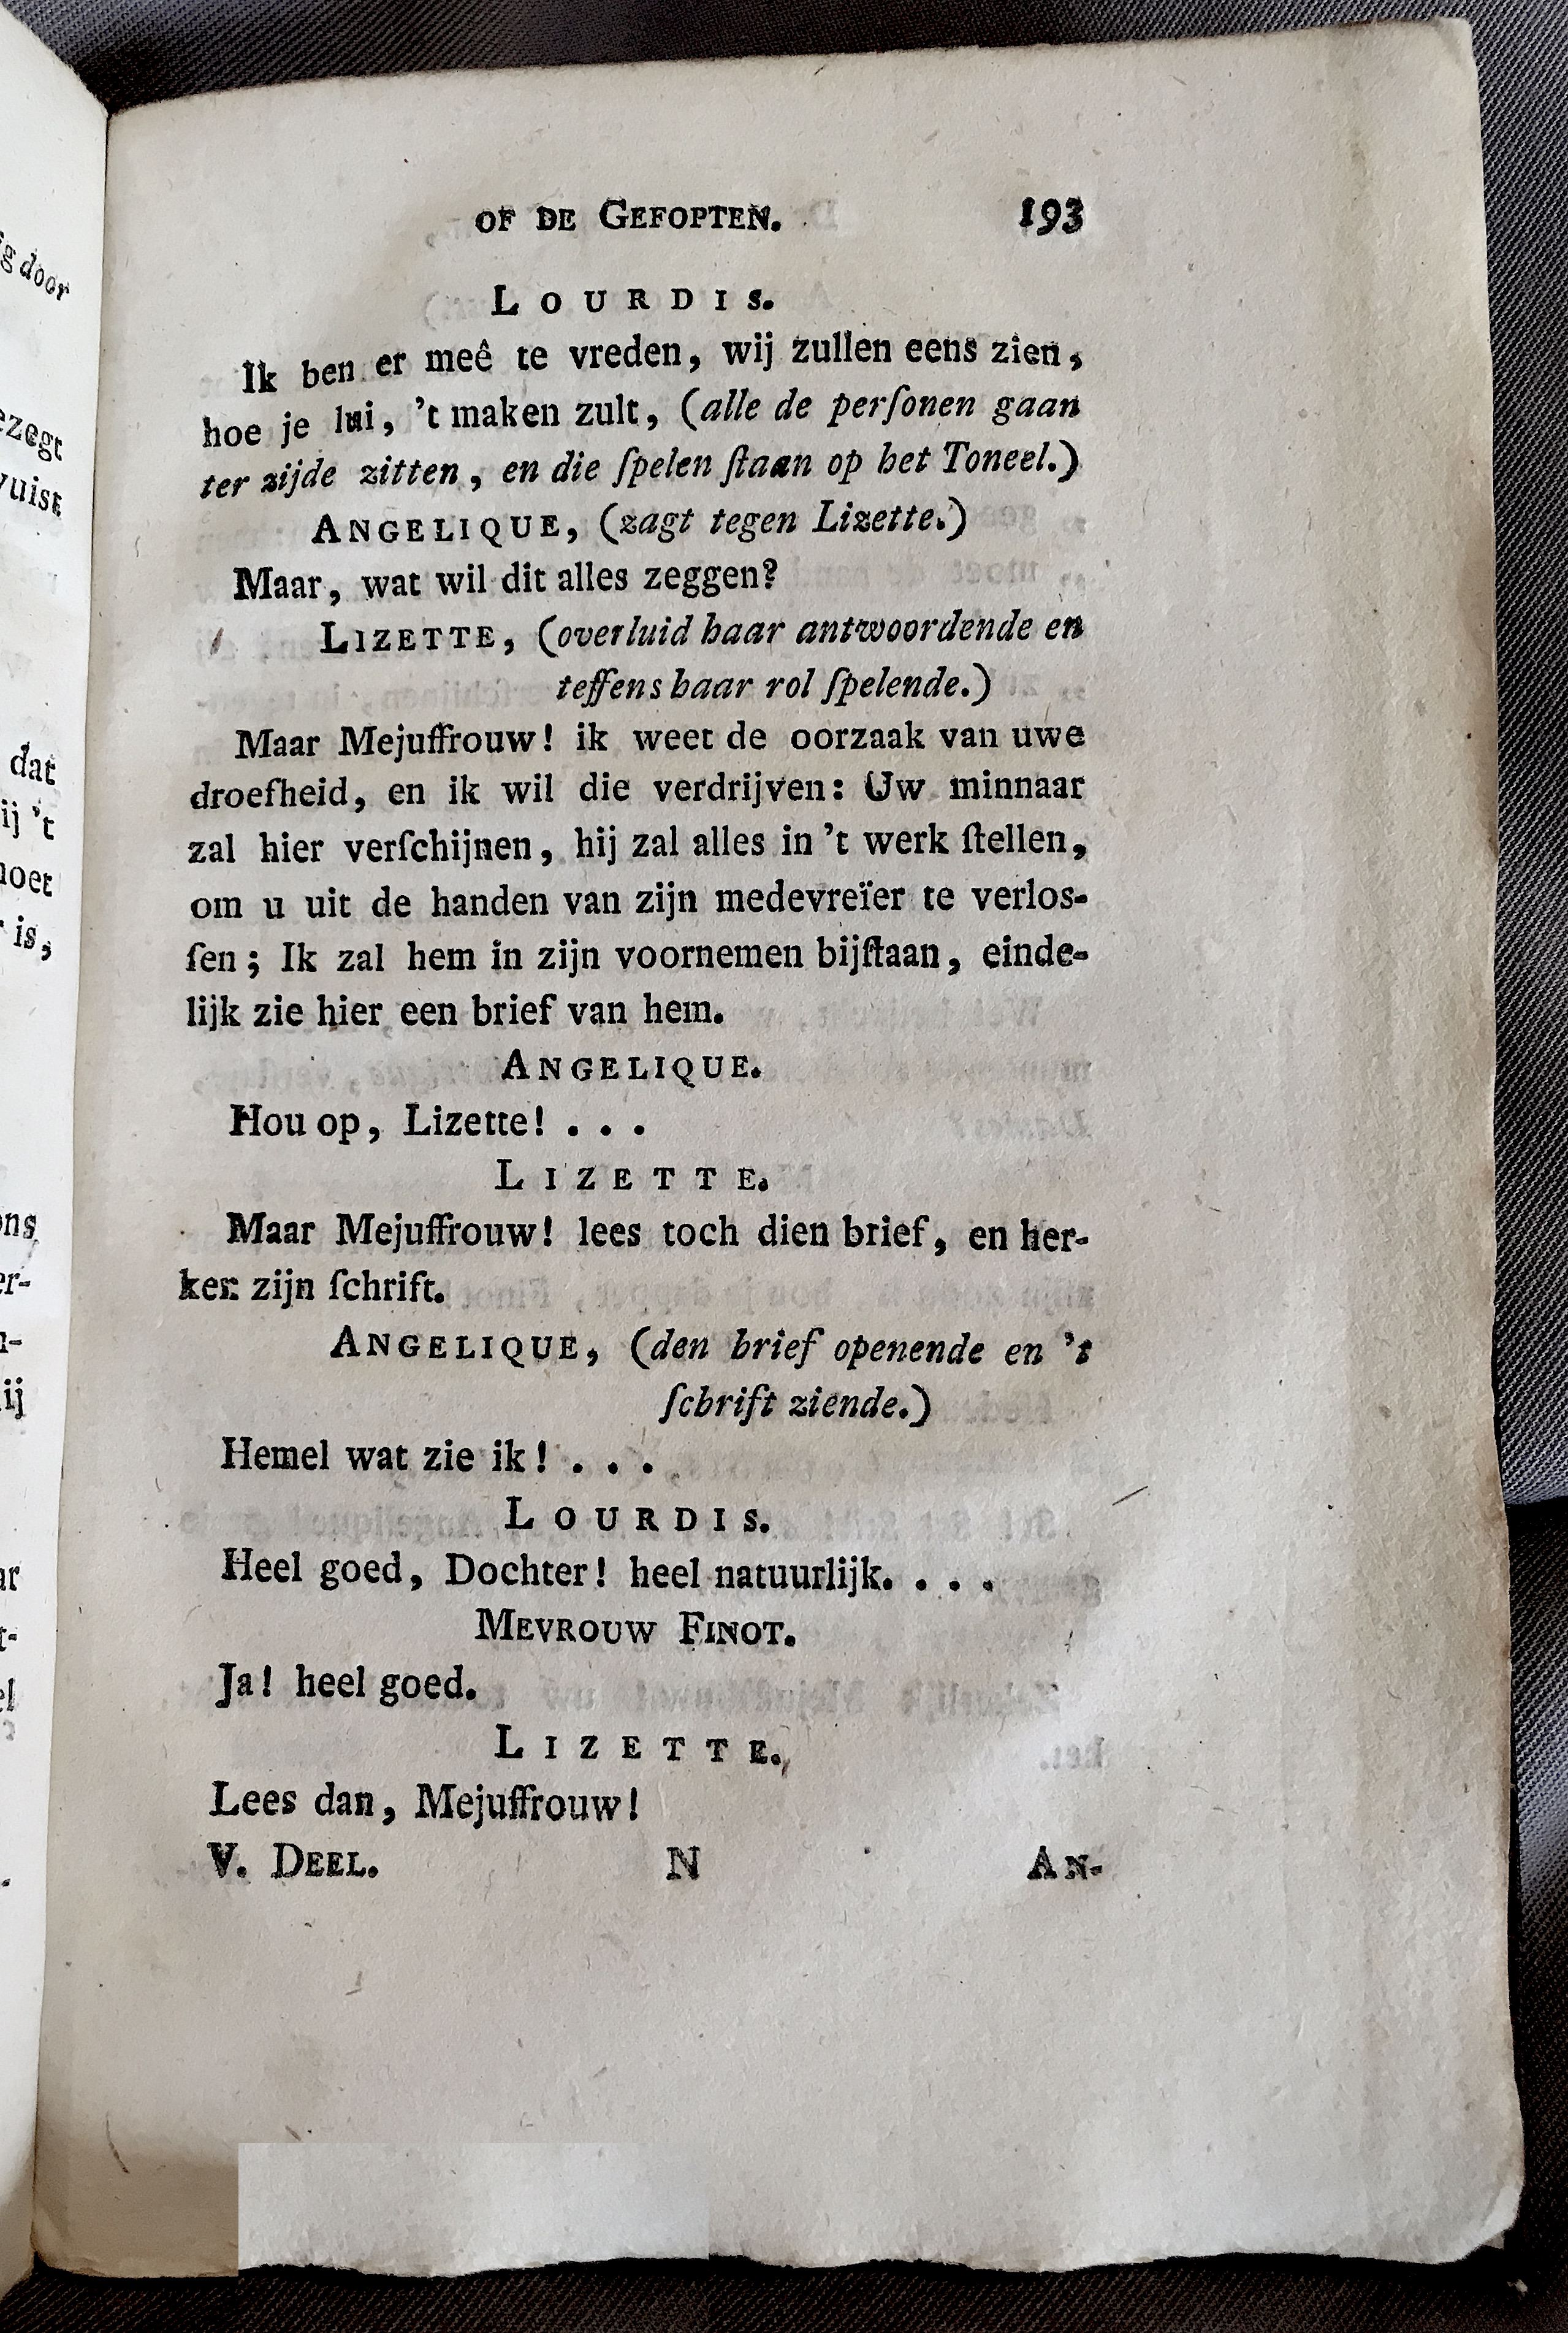 OF DE GEFOPTEN. 193
LOURDIS.
Ik ben er meê te vreden, wij zullen eens zien,
hoe je lui, 't maken zult, (alle de perſonen gaan
ter zijde zitten, en die ſpelen ſtaan op het Toneel.)
ANGELIQUE, (zagt tegen Lizette.)
Maar, wat wil dit alles zeggen?
LIZETTE, (overluid haar antwoordende en
teffens haar rol ſpelende.)
Maar Mejuffrouw! ik weet de oorzaak van uwe
droefheid, en ik wil die verdrijven: Uw minnaar
zal hier verſchijnen, hij zal alles in 't werk ſtellen,
om u uit de handen van zijn medevreïer te verlos-
ſen; Ik zal hem in zijn voornemen bijſtaan, einde-
lijk zie hier een brief van hem.
ANGELIQUE.
Hou op, Lizette! . . .
LIZETTE.
Maar Mejuffrouw! lees toch dien brief, en her-
ken zijn ſchrift.
ANGELIQUE, (den brief openende en 't
ſchrift ziende.)
Hemel wat zie ik! . . .
LOURDIS.
Heel goed, Dochter! heel natuurlijk. . . .
MEVROUW FINOT.
Ja! heel goed.
LIZETTE.
Lees dan, Mejuffrouw!
V. DEEL. N AN-